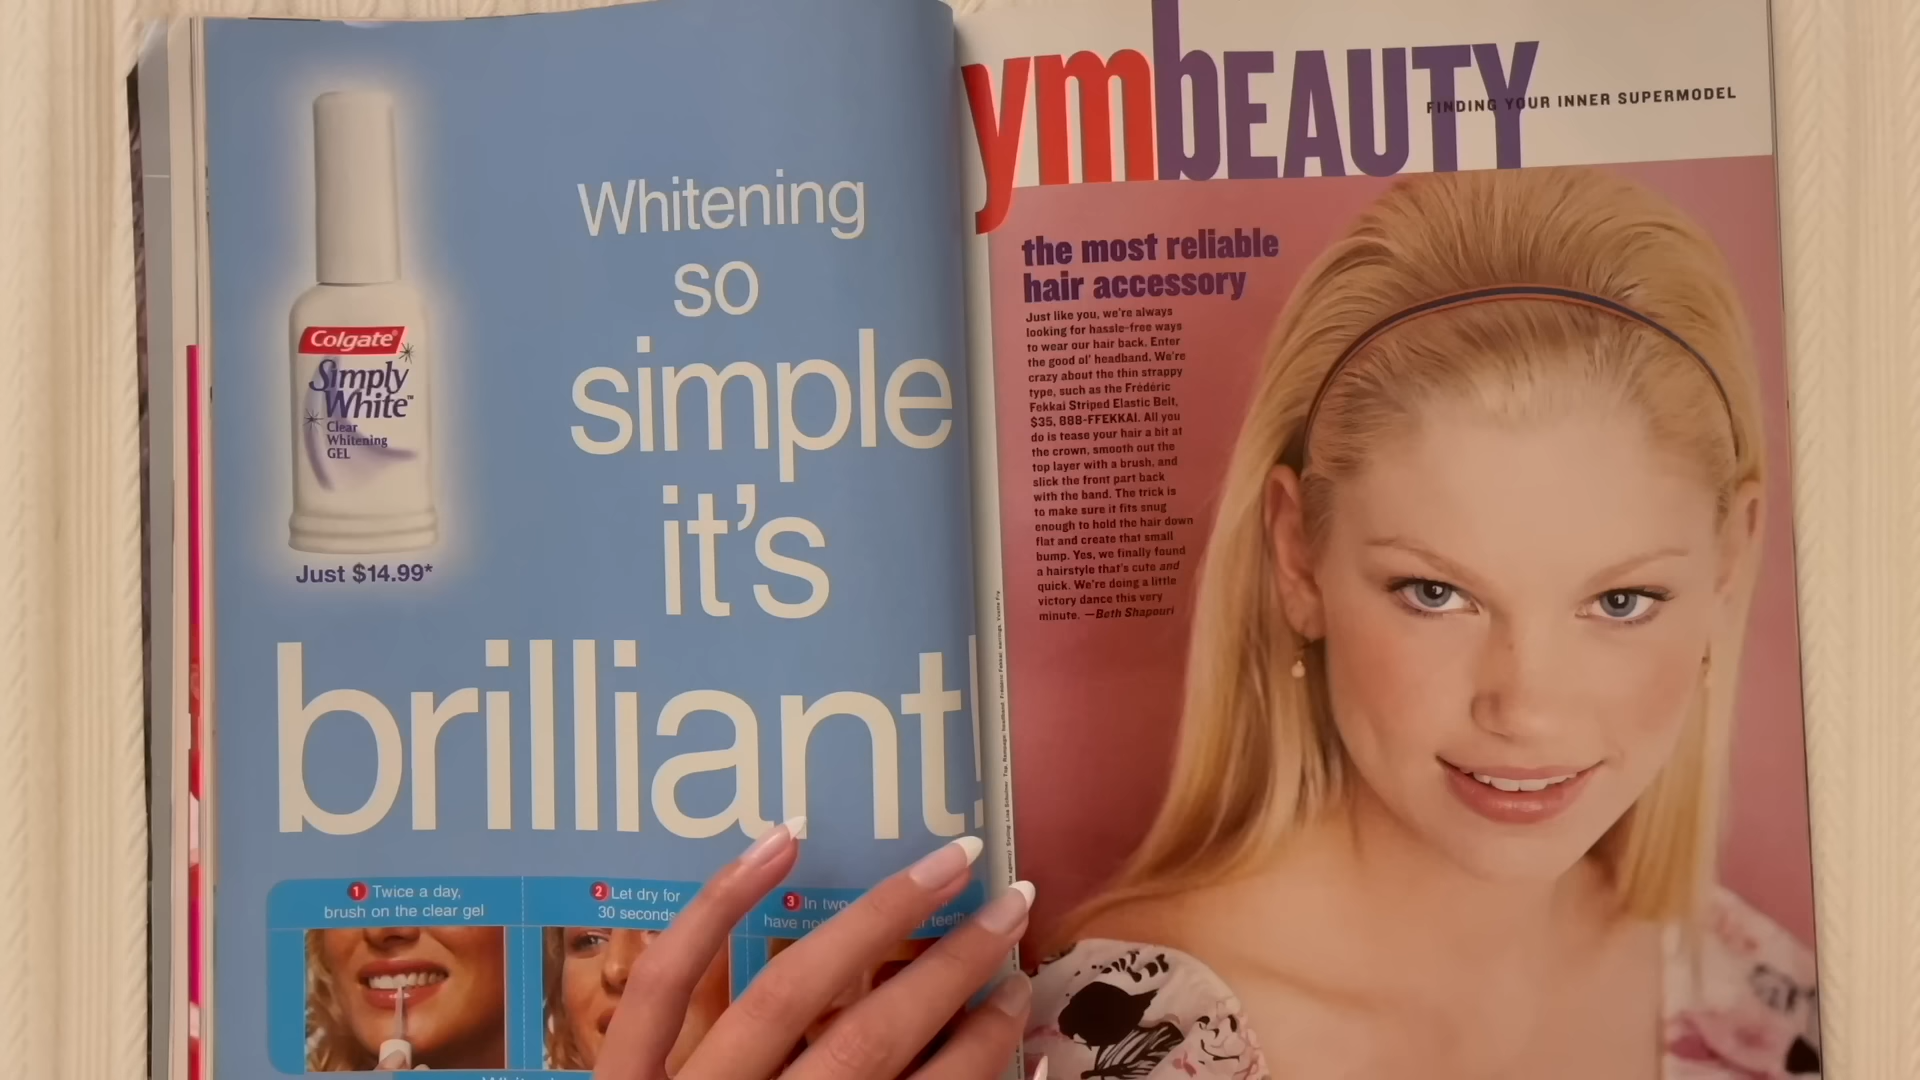 Whitening
so
simple
it's
brilliant!
Colgate®
Simply
White™
Clear
Whitening
GEL
Just $14.99*
1 Twice a day,
brush on the clear gel
2 Let dry for
30 seconds
3 In two
have
teeth
ymbEAUTY
FINDING YOUR INNER SUPERMODEL
the most reliable
hair accessory
Just like you, we're always
looking for hassle-free ways
to wear our hair back. Enter
the good ol' headband. We're
crazy about the thin strappy
type, such as the Frédéric
Fekkai Striped Elastic Belt,
$35, 888-FFEKKAI. All you
do is tease your hair a bit at
the crown, smooth out the
top layer with a brush, and
slick the front part back
with the band. The trick is
to make sure it fits snug
enough to hold the hair down
flat and create that small
bump. Yes, we finally found
a hairstyle that's cute and
quick. We're doing a little
victory dance this very
minute. —Beth Shapouri